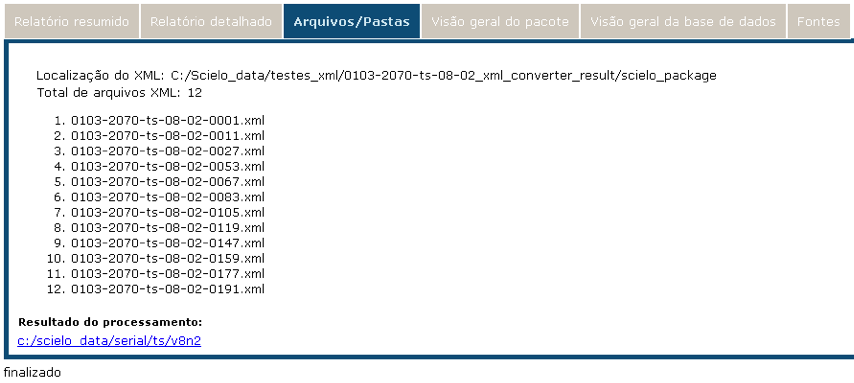 Relatório resumido
Relatório detalhado
Arquivos/Pastas
Visão geral do pacote
Visão geral da base de dados
Fontes
Localização do XML: C:/Scielo_data/testes_xml/0103-2070-ts-08-02_xml_converter_result/scielo_package
Total de arquivos XML: 12
1. 0103-2070-ts-08-02-0001.xml
2. 0103-2070-ts-08-02-0011.xml
3. 0103-2070-ts-08-02-0027.xml
4. 0103-2070-ts-08-02-0053.xml
5. 0103-2070-ts-08-02-0067.xml
6. 0103-2070-ts-08-02-0083.xml
7. 0103-2070-ts-08-02-0105.xml
8. 0103-2070-ts-08-02-0119.xml
9. 0103-2070-ts-08-02-0147.xml
10. 0103-2070-ts-08-02-0159.xml
11. 0103-2070-ts-08-02-0177.xml
12. 0103-2070-ts-08-02-0191.xml
Resultado do processamento:
c:/scielo_data/serial/ts/v8n2
finalizado